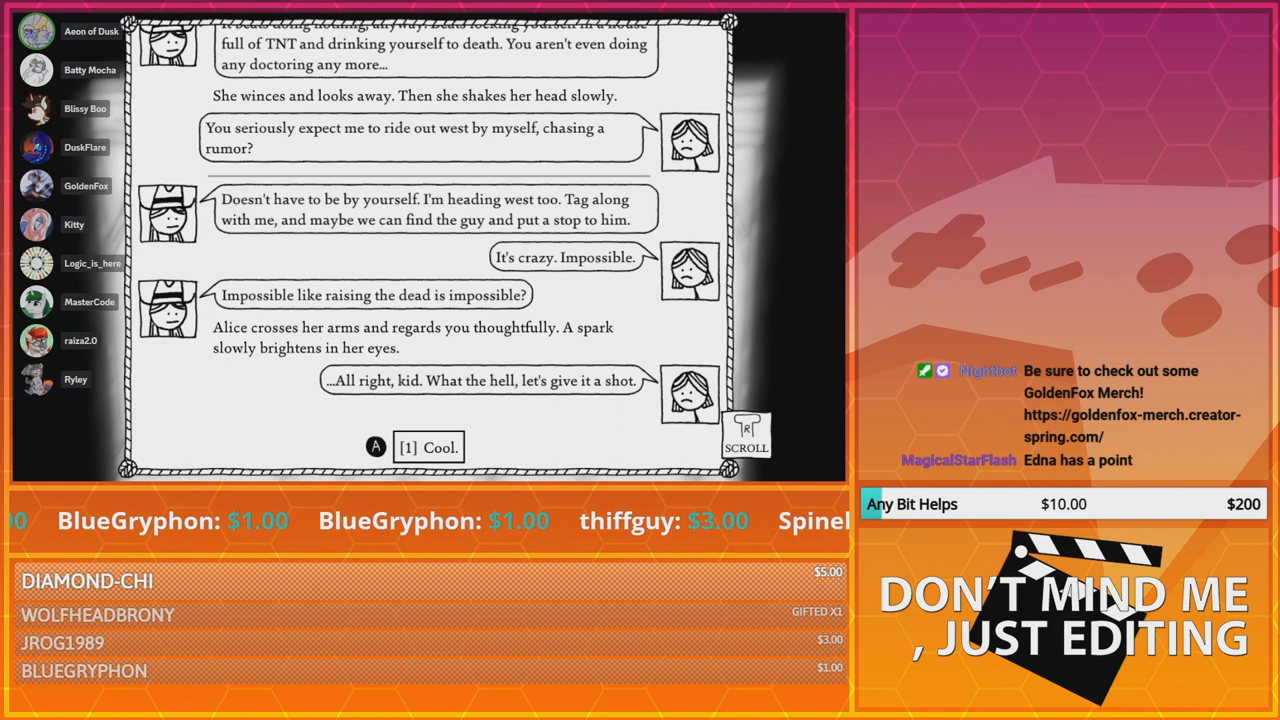 Aeon of Dusk
Batty Mocha
Blissy Boo
DuskFlare
GoldenFox
Kitty
Logic_is_here
MasterCode
raiza2.0
Ryley
full of TNT and drinking yourself to death. You aren't even doing
any doctoring any more...
She winces and looks away. Then she shakes her head slowly.
You seriously expect me to ride out west by myself, chasing a
rumor?
Doesn't have to be by yourself. I'm heading west too. Tag along
with me, and maybe we can find the guy and put a stop to him.
It's crazy. Impossible.
Impossible like raising the dead is impossible?
Alice crosses her arms and regards you thoughtfully. A spark
slowly brightens in her eyes.
...All right, kid. What the hell, let's give it a shot.
A [1] Cool.
R
SCROLL
Nightbot Be sure to check out some
GoldenFox Merch!
https://goldenfox-merch.creator-
spring.com/
MagicalStarFlash Edna has a point
Any Bit Helps $10.00 $200
00 BlueGryphon: $1.00 BlueGryphon: $1.00 thiffguy: $3.00 Spinel
DIAMOND-CHI $5.00
WOLFHEADBRONY GIFTED X1
JROG1989 $3.00
BLUEGRYPHON $1.00
DON'T MIND ME
, JUST EDITING